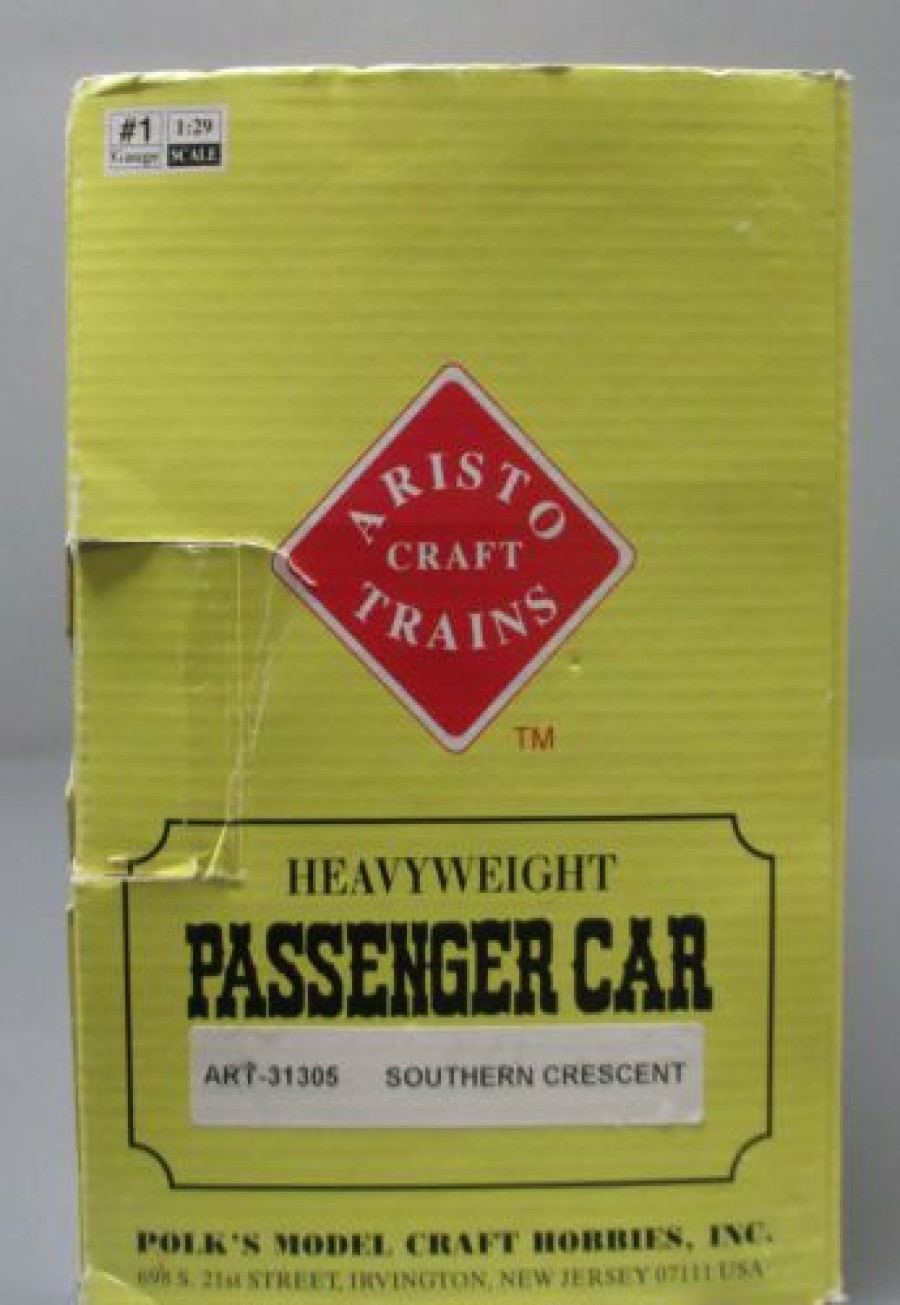 #1 1:29
Gauge SCALE
ARISTO
CRAFT
TRAINS
TM
HEAVYWEIGHT
PASSENGER CAR
ART-31305 SOUTHERN CRESCENT
POLK'S MODEL CRAFT HOBBIES, INC.
698 S. 21st STREET, IRVINGTON, NEW JERSEY 07111 USA